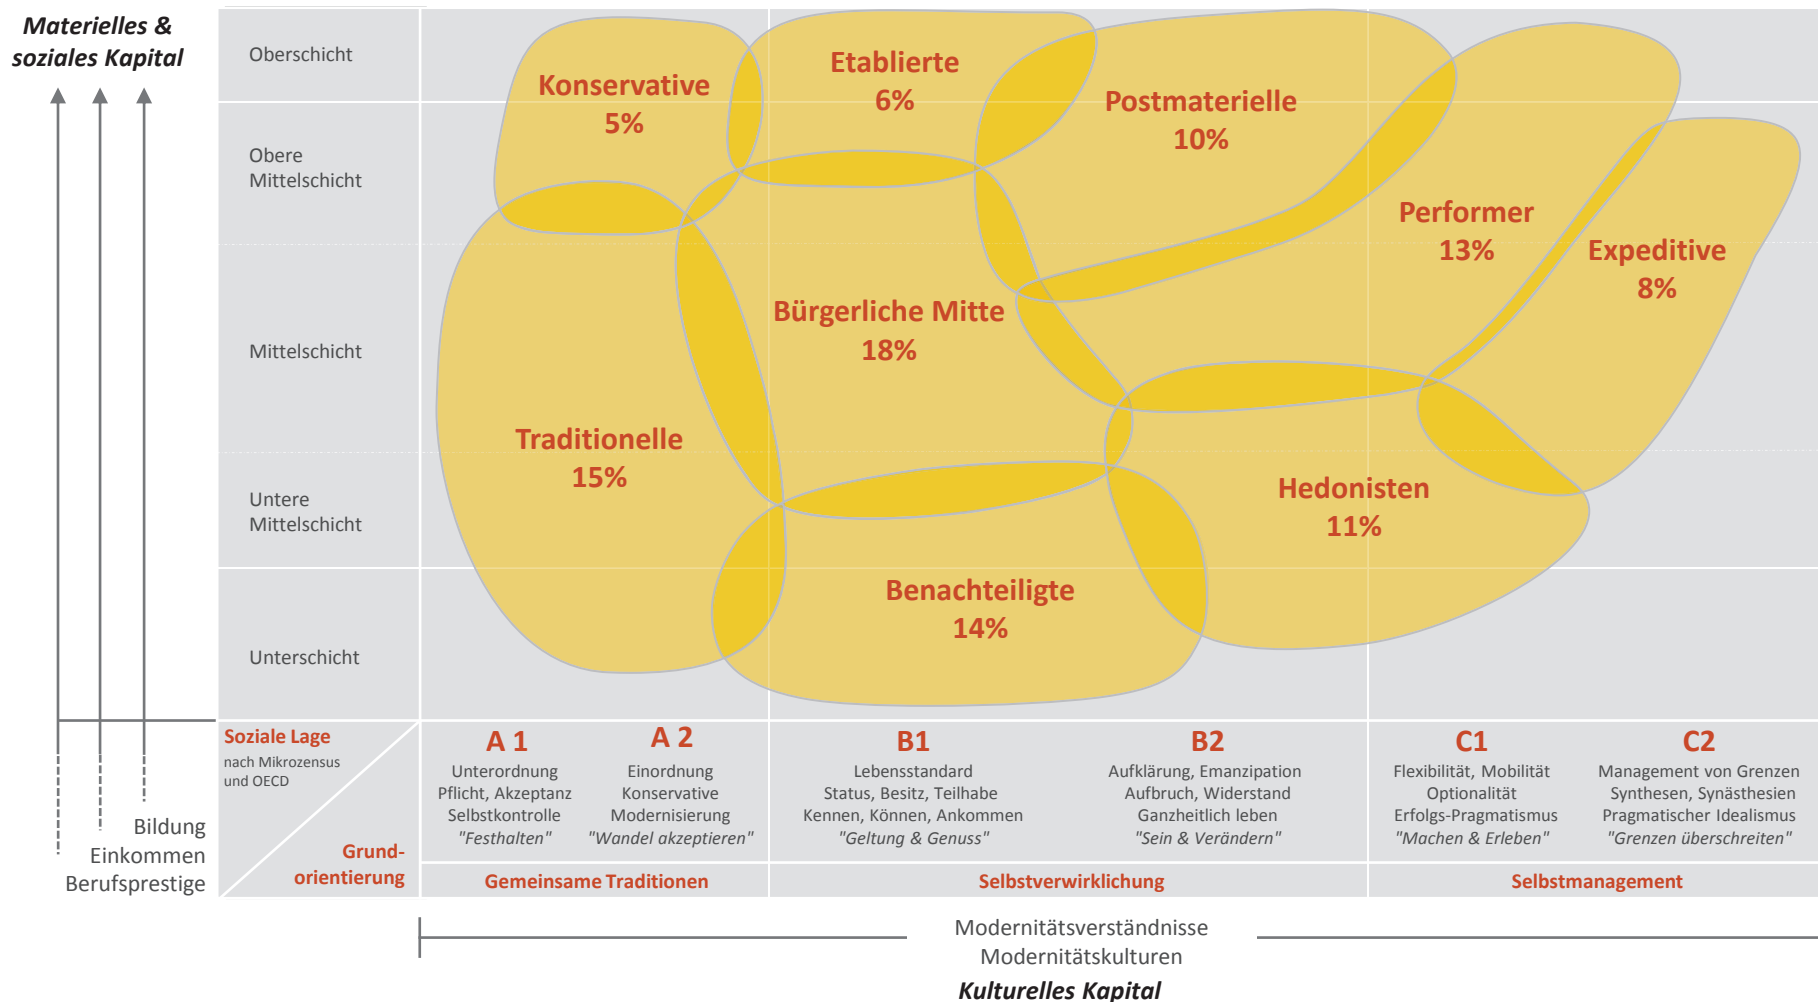 Materielles &
soziales Kapital
Oberschicht
Obere
Mittelschicht
Mittelschicht
Untere
Mittelschicht
Unterschicht
Konservative
5%
Etablierte
6%
Postmaterielle
10%
Performer
13%
Expeditive
8%
Bürgerliche Mitte
18%
Traditionelle
15%
Hedonisten
11%
Benachteiligte
14%
Soziale Lage
nach Mikrozensus
und OECD
Grund-
orientierung
Bildung
Einkommen
Berufsprestige
A 1
Unterordnung
Pflicht, Akzeptanz
Selbstkontrolle
"Festhalten"
A 2
Einordnung
Konservative
Modernisierung
"Wandel akzeptieren"
B1
Lebensstandard
Status, Besitz, Teilhabe
Kennen, Können, Ankommen
"Geltung & Genuss"
B2
Aufklärung, Emanzipation
Aufbruch, Widerstand
Ganzheitlich leben
"Sein & Verändern"
C1
Flexibilität, Mobilität
Optionalität
Erfolgs-Pragmatismus
"Machen & Erleben"
C2
Management von Grenzen
Synthesen, Synästhesien
Pragmatischer Idealismus
"Grenzen überschreiten"
Gemeinsame Traditionen
Selbstverwirklichung
Selbstmanagement
Modernitätsverständnisse
Modernitätskulturen
Kulturelles Kapital